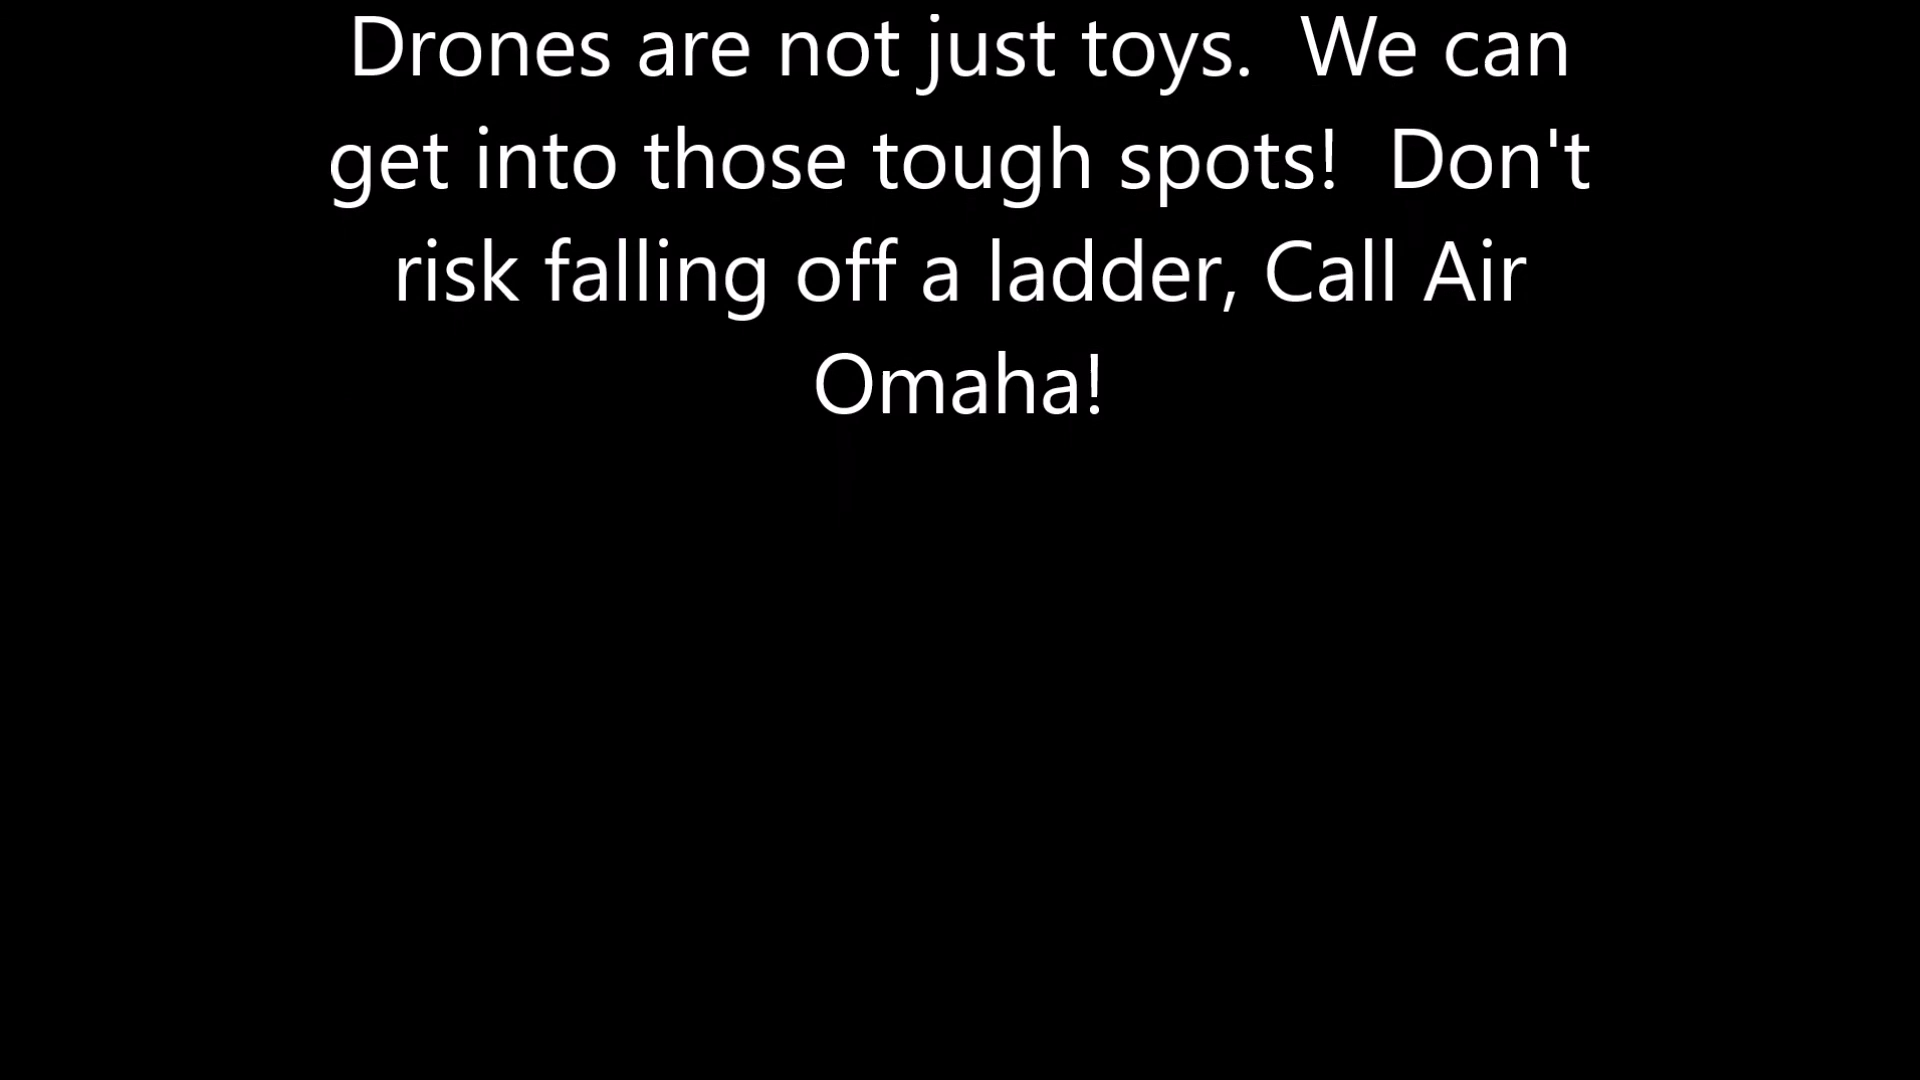 Drones are not just toys.  We can
get into those tough spots!  Don't
risk falling off a ladder, Call Air
Omaha!